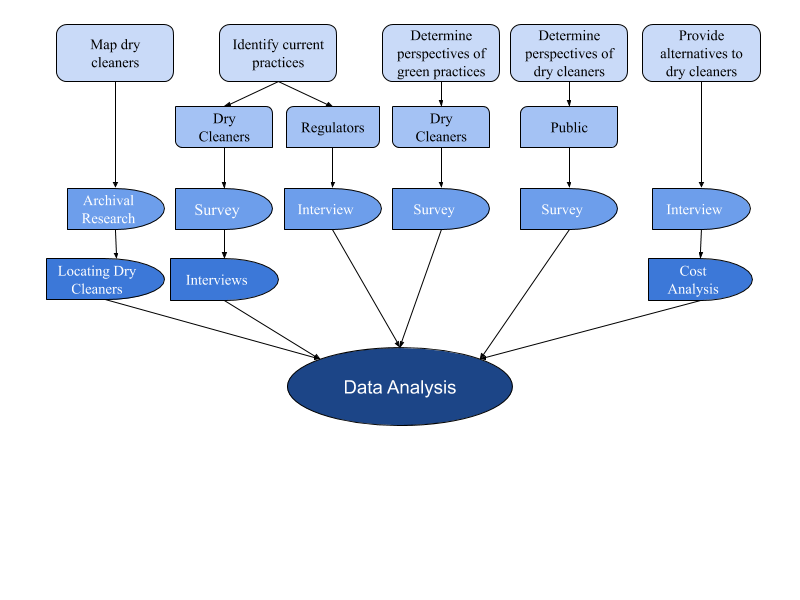 Map dry
cleaners
Identify current
practices
Determine
perspectives of
green practices
Determine
perspectives of
dry cleaners
Provide
alternatives to
dry cleaners
Dry
Cleaners
Regulators
Dry
Cleaners
Public
Archival
Research
Survey
Interview
Survey
Survey
Interview
Locating Dry
Cleaners
Interviews
Cost
Analysis
Data Analysis